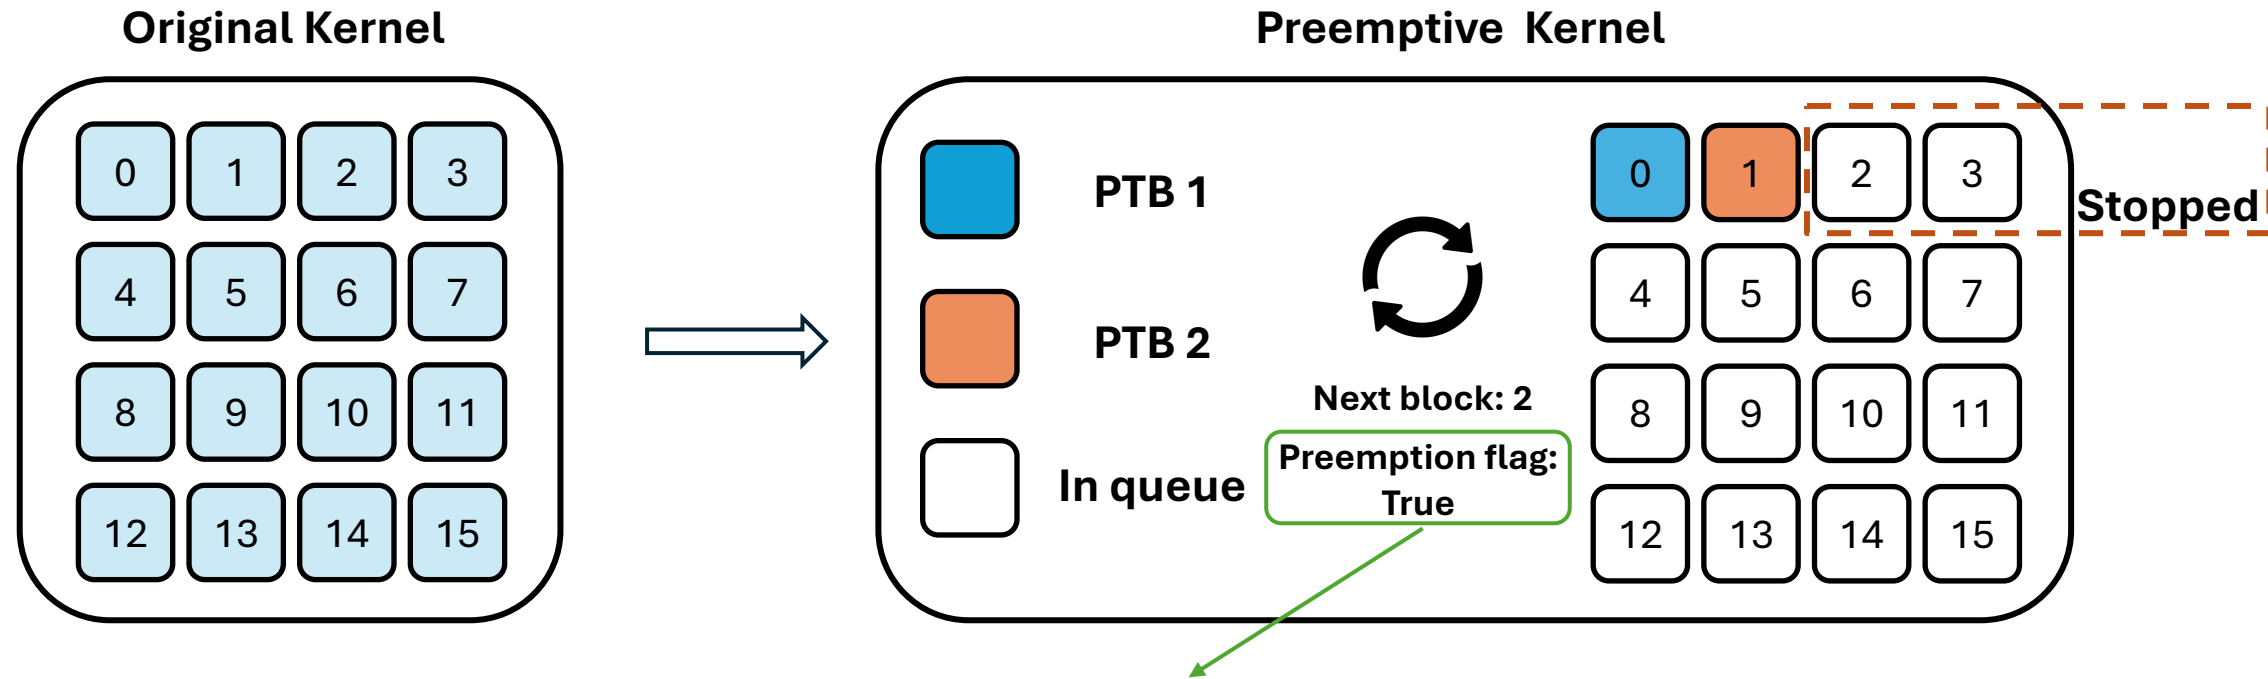 Original Kernel
0 1 2 3
4 5 6 7
8 9 10 11
12 13 14 15
Preemptive Kernel
PTB 1
PTB 2
In queue
Next block: 2
Preemption flag:
True
0 1 2 3
Stopped
4 5 6 7
8 9 10 11
12 13 14 15